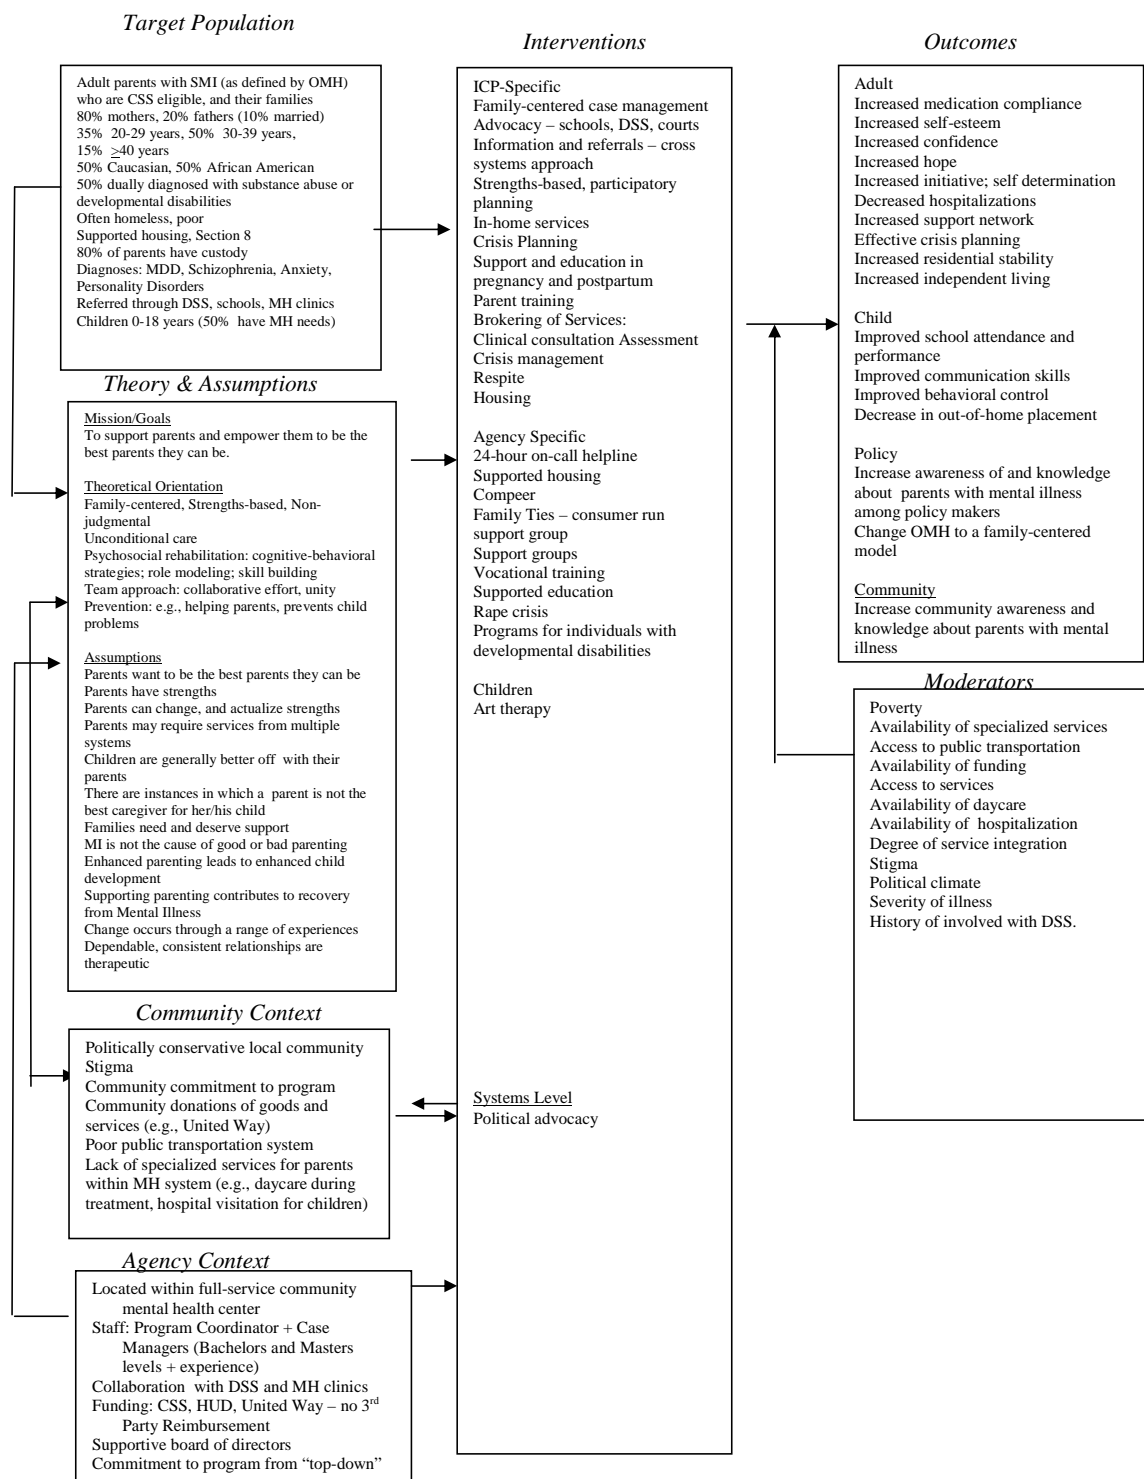 Target Population
Adult parents with SMI (as defined by OMH)
who are CSS eligible, and their families
80% mothers, 20% fathers (10% married)
35% 20-29 years, 50% 30-39 years,
15% >40 years
50% Caucasian, 50% African American
50% dually diagnosed with substance abuse or
developmental disabilities
Often homeless, poor
Supported housing, Section 8
80% of parents have custody
Diagnoses: MDD, Schizophrenia, Anxiety,
Personality Disorders
Referred through DSS, schools, MH clinics
Children 0-18 years (50% have MH needs)
Theory & Assumptions
Mission/Goals
To support parents and empower them to be the
best parents they can be.
Theoretical Orientation
Family-centered, Strengths-based, Non-
judgmental
Unconditional care
Psychosocial rehabilitation: cognitive-behavioral
strategies; role modeling; skill building
Team approach: collaborative effort, unity
Prevention: e.g., helping parents, prevents child
problems
Assumptions
Parents want to be the best parents they can be
Parents have strengths
Parents can change, and actualize strengths
Parents may require services from multiple
systems
Children are generally better off with their
parents
There are instances in which a parent is not the
best caregiver for her/his child
Families need and deserve support
MI is not the cause of good or bad parenting
Enhanced parenting leads to enhanced child
development
Supporting parenting contributes to recovery
from Mental Illness
Change occurs through a range of experiences
Dependable, consistent relationships are
therapeutic
Community Context
Politically conservative local community
Stigma
Community commitment to program
Community donations of goods and
services (e.g., United Way)
Poor public transportation system
Lack of specialized services for parents
within MH system (e.g., daycare during
treatment, hospital visitation for children)
Agency Context
Located within full-service community
mental health center
Staff: Program Coordinator + Case
Managers (Bachelors and Masters
levels + experience)
Collaboration with DSS and MH clinics
Funding: CSS, HUD, United Way – no 3rd
Party Reimbursement
Supportive board of directors
Commitment to program from “top-down”
Interventions
ICP-Specific
Family-centered case management
Advocacy – schools, DSS, courts
Information and referrals – cross
systems approach
Strengths-based, participatory
planning
In-home services
Crisis Planning
Support and education in
pregnancy and postpartum
Parent training
Brokering of Services:
Clinical consultation Assessment
Crisis management
Respite
Housing
Agency Specific
24-hour on-call helpline
Supported housing
Compeer
Family Ties – consumer run
support group
Support groups
Vocational training
Supported education
Rape crisis
Programs for individuals with
developmental disabilities
Children
Art therapy
Systems Level
Political advocacy
Outcomes
Adult
Increased medication compliance
Increased self-esteem
Increased confidence
Increased hope
Increased initiative; self determination
Decreased hospitalizations
Increased support network
Effective crisis planning
Increased residential stability
Increased independent living
Child
Improved school attendance and
performance
Improved communication skills
Improved behavioral control
Decrease in out-of-home placement
Policy
Increase awareness of and knowledge
about parents with mental illness
among policy makers
Change OMH to a family-centered
model
Community
Increase community awareness and
knowledge about parents with mental
illness
Moderators
Poverty
Availability of specialized services
Access to public transportation
Availability of funding
Access to services
Availability of daycare
Availability of hospitalization
Degree of service integration
Stigma
Political climate
Severity of illness
History of involved with DSS.